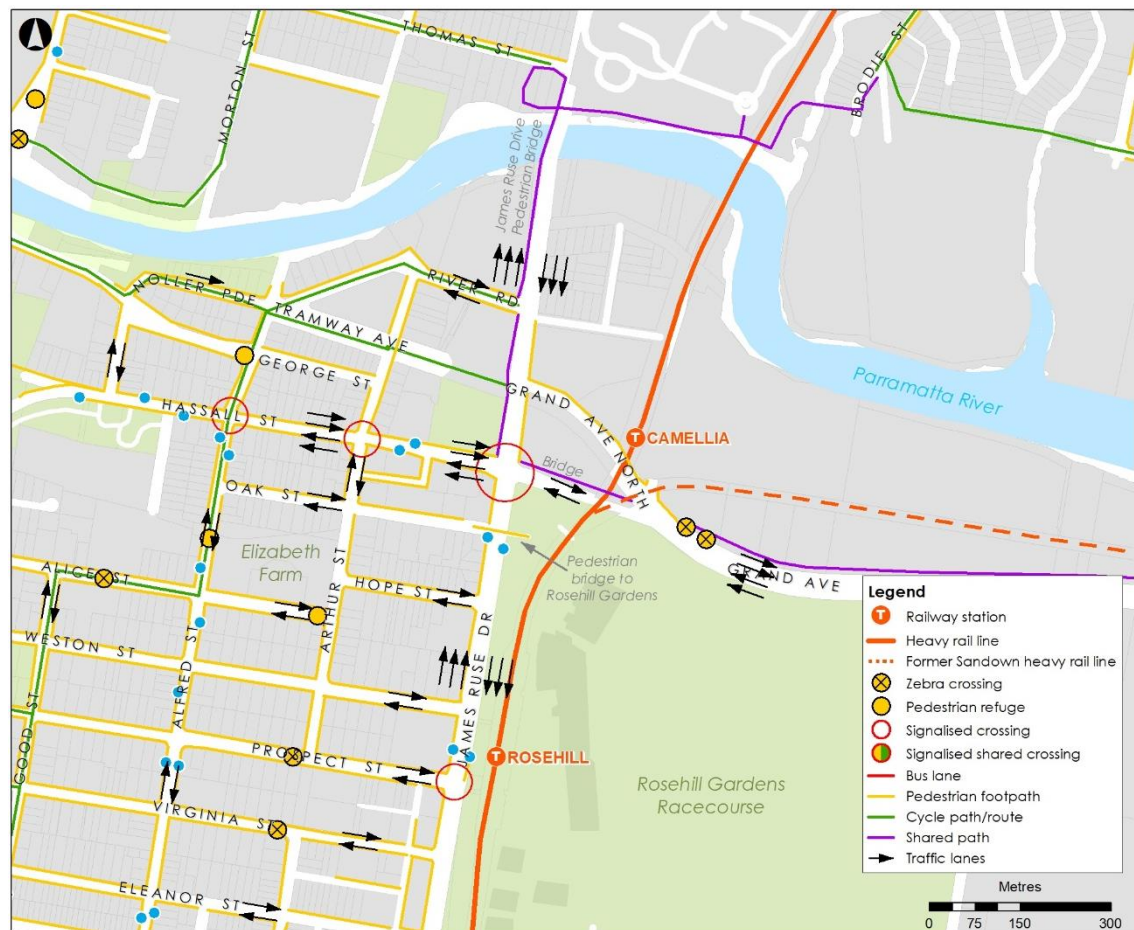 THOMAS ST
MORTON ST
BRODIE ST
James Ruse Drive
Pedestrian Bridge
NOLLER PDE
TRAMWAY AVE
RIVER RD
GEORGE ST
HASSALL ST
GRAND AVE NORTH
Parramatta River
T CAMELLIA
Bridge
OAK ST
Elizabeth
Farm
Pedestrian
bridge to
Rosehill Gardens
GRAND AVE
ALICE ST
HOPE ST
ARTHUR ST
WESTON ST
ALFRED ST
GOOD ST
JAMES RUSE DR
PROSPECT ST
T ROSEHILL
VIRGINIA ST
ELEANOR ST
Rosehill Gardens
Racecourse
Legend
T Railway station
Heavy rail line
Former Sandown heavy rail line
Zebra crossing
Pedestrian refuge
Signalised crossing
Signalised shared crossing
Bus lane
Pedestrian footpath
Cycle path/route
Shared path
Traffic lanes
Metres
0 75 150 300